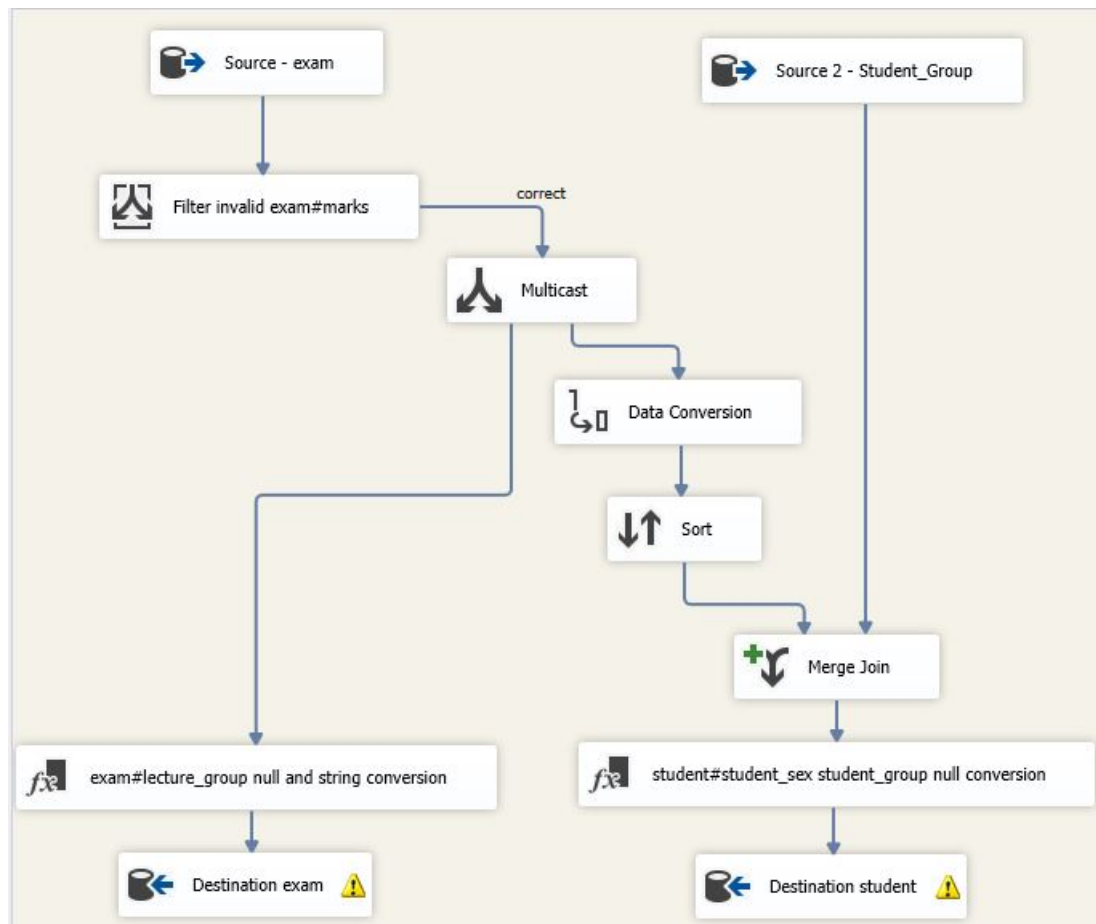 Source - exam
Source 2 - Student_Group
Filter invalid exam#marks
correct
Multicast
Data Conversion
Sort
Merge Join
exam#lecture_group null and string conversion
student#student_sex student_group null conversion
Destination exam
Destination student